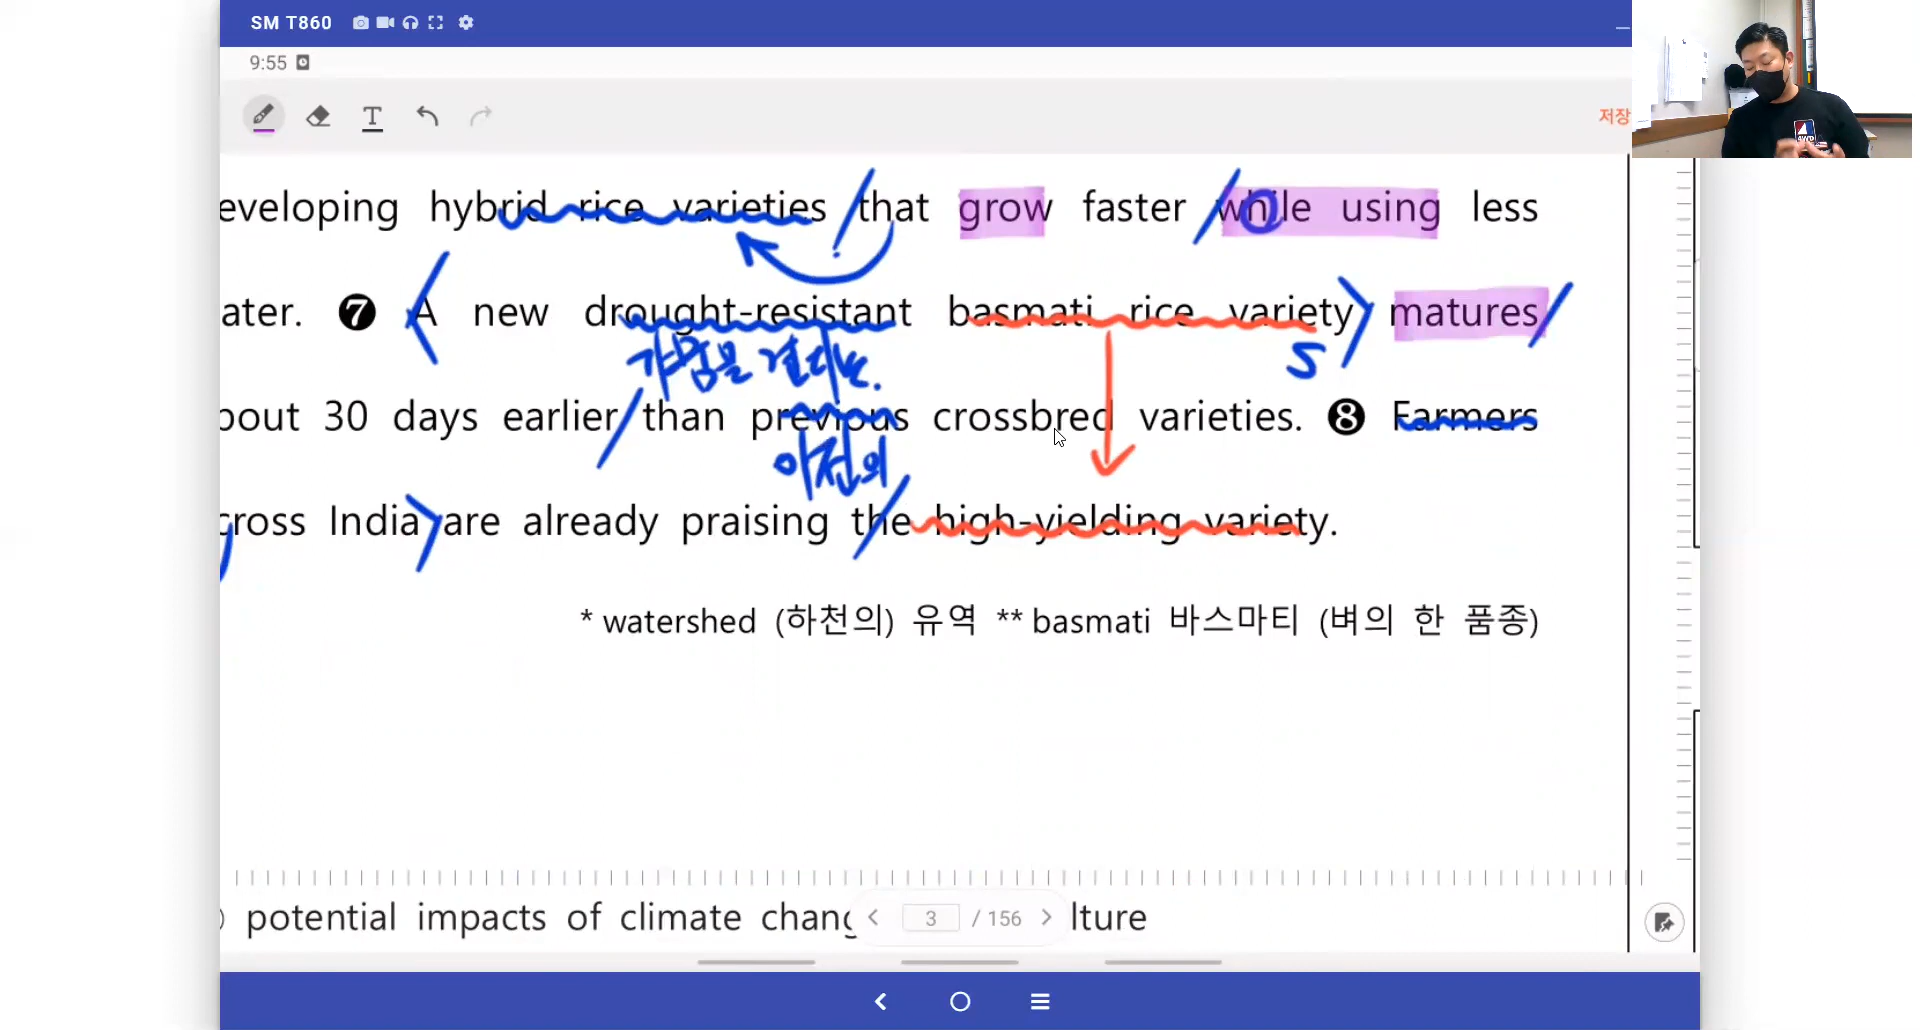 SM T860
9:55
저장
eveloping hybrid rice varieties that grow faster while using less
ater. ❼ A new drought-resistant basmati rice variety matures
가뭄을 견디는. S
bout 30 days earlier than previous crossbred varieties. ❽ Farmers
이전의
cross India are already praising the high-yielding variety.
* watershed (하천의) 유역 ** basmati 바스마티 (벼의 한 품종)
potential impacts of climate chang lture
3 / 156